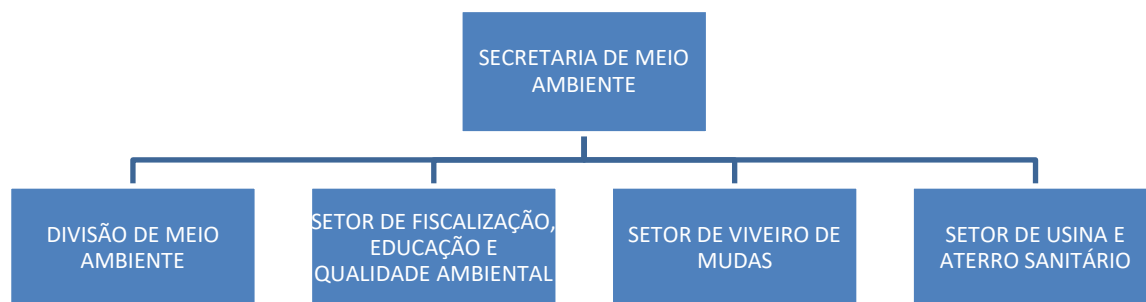 SECRETARIA DE MEIO
AMBIENTE
DIVISÃO DE MEIO
AMBIENTE
SETOR DE FISCALIZAÇÃO,
EDUCAÇÃO E
QUALIDADE AMBIENTAL
SETOR DE VIVEIRO DE
MUDAS
SETOR DE USINA E
ATERRO SANITÁRIO